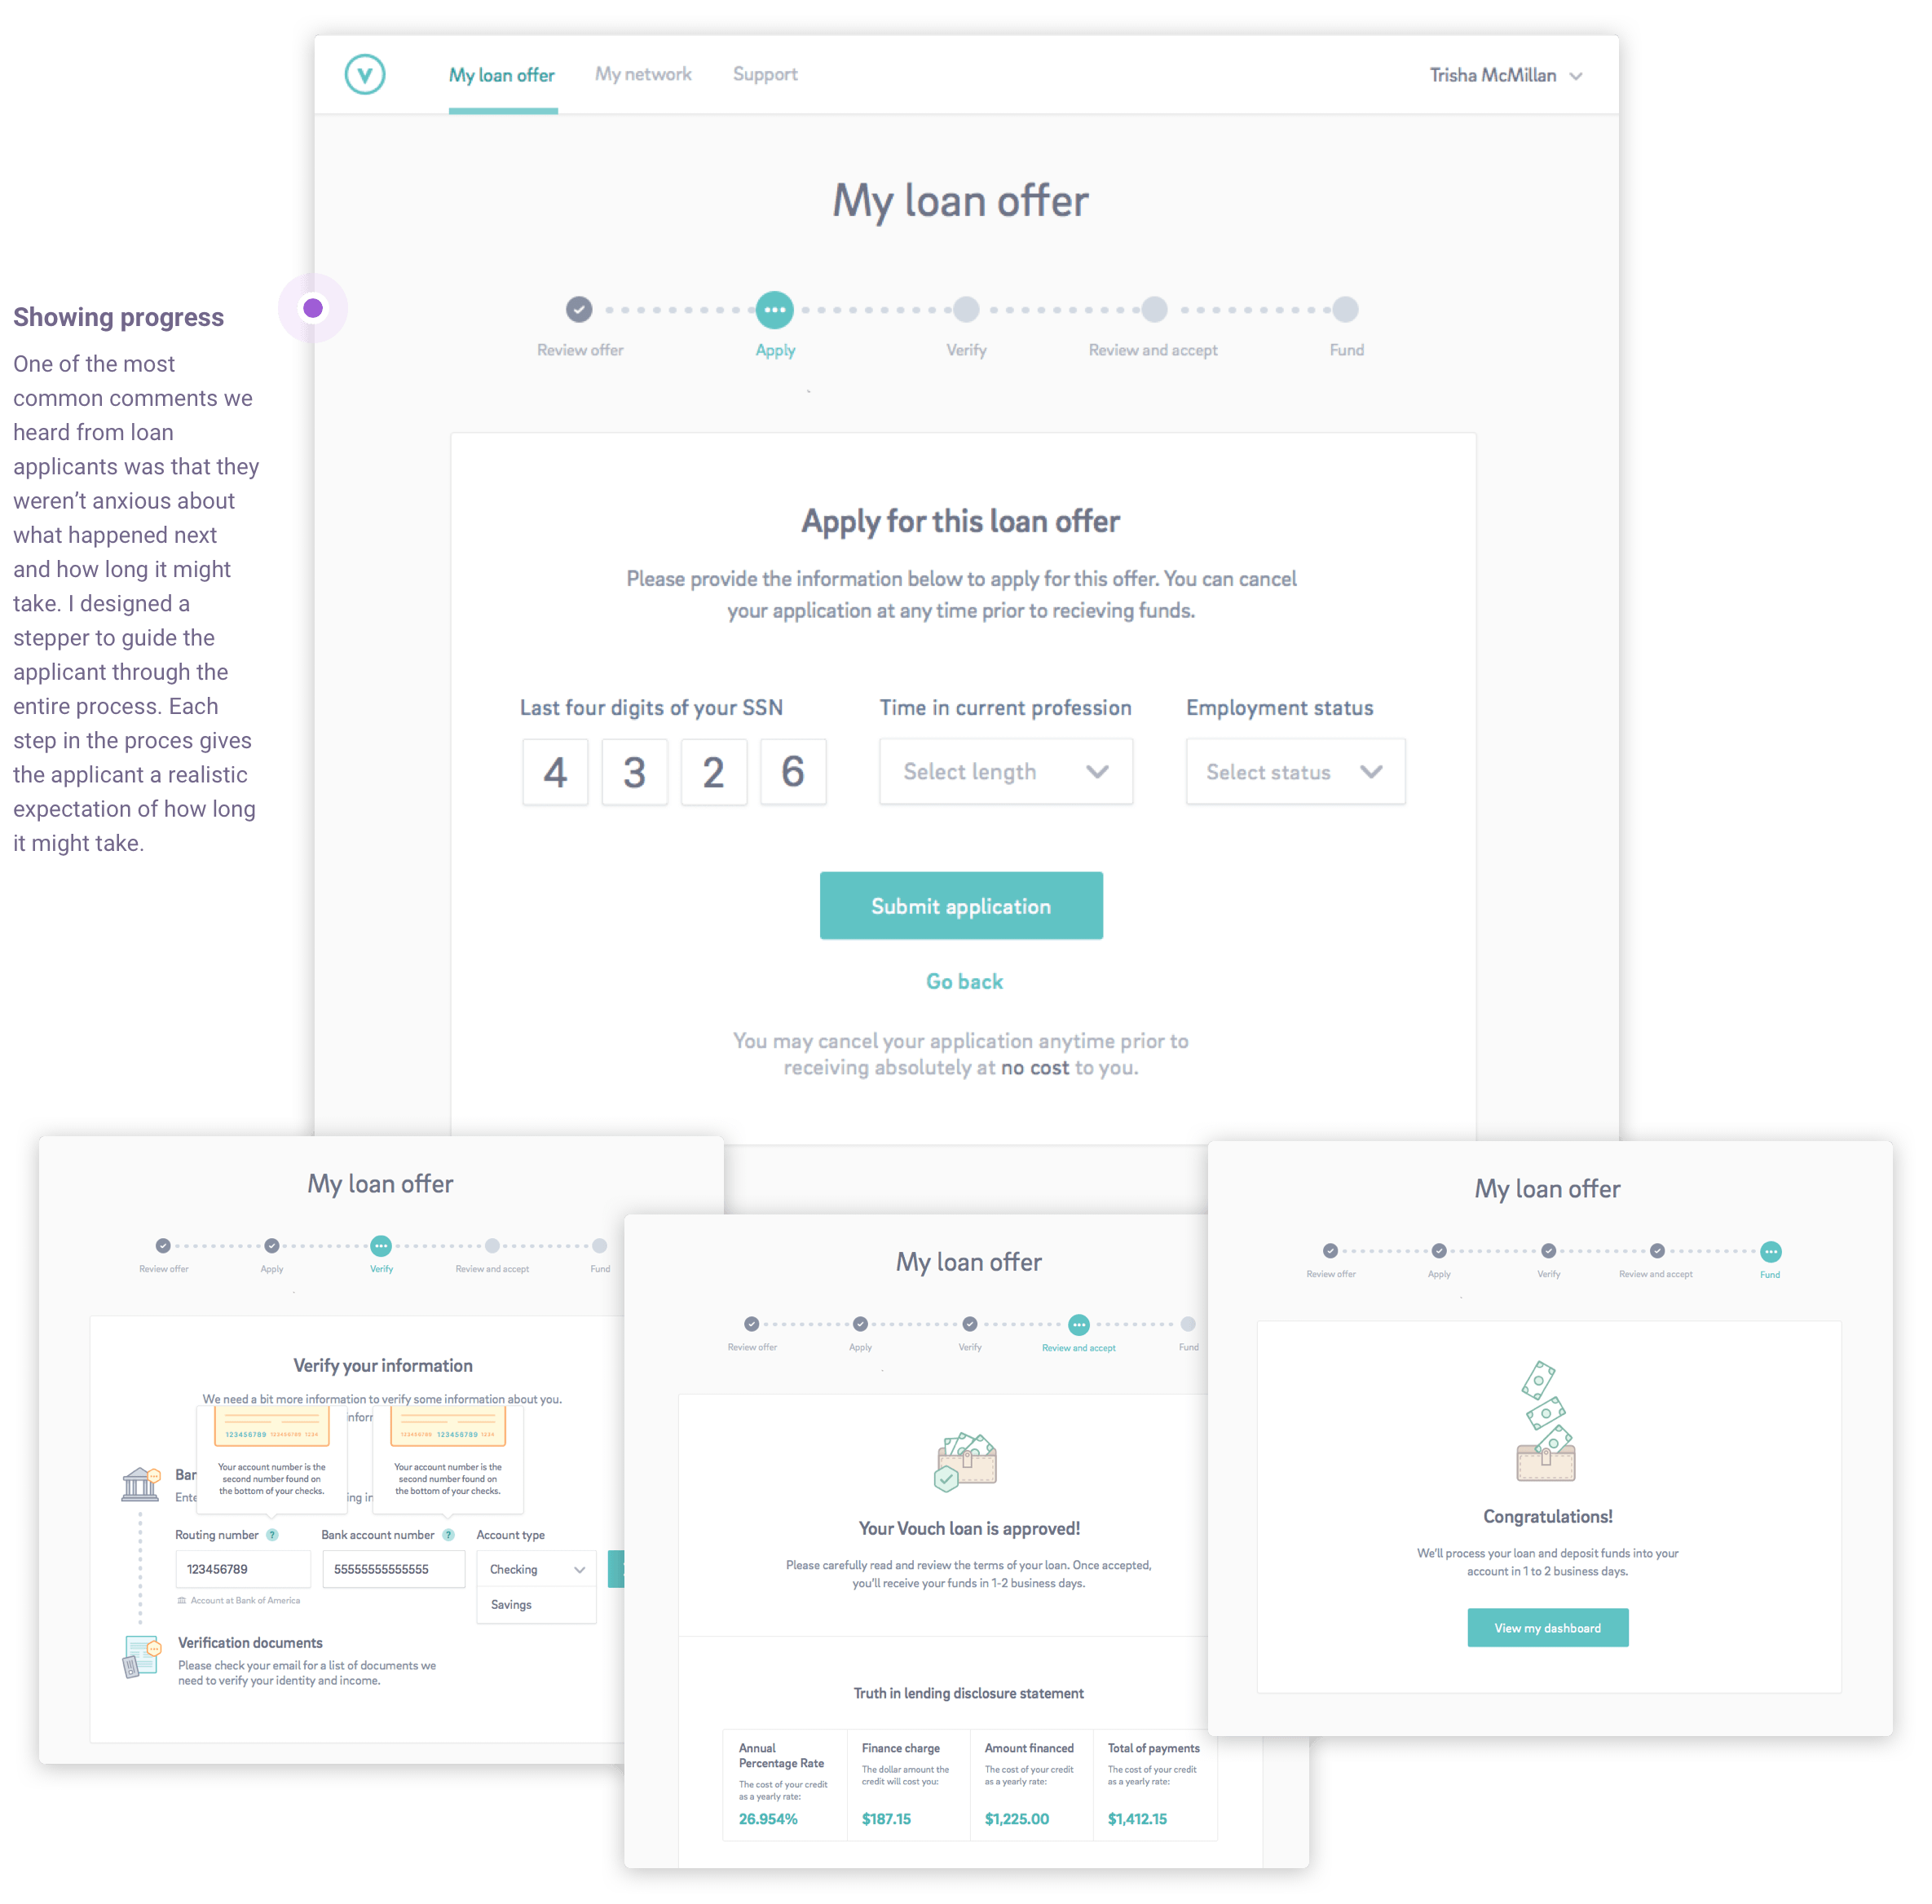 My loan offer
My network
Support
Trisha McMillan
My loan offer
Review offer
Apply
Verify
Review and accept
Fund
Showing progress
One of the most
common comments we
heard from loan
applicants was that they
weren’t anxious about
what happened next
and how long it might
take. I designed a
stepper to guide the
applicant through the
entire process. Each
step in the proces gives
the applicant a realistic
expectation of how long
it might take.
Apply for this loan offer
Please provide the information below to apply for this offer. You can cancel
your application at any time prior to recieving funds.
Last four digits of your SSN
4 3 2 6
Time in current profession
Select length
Employment status
Select status
Submit application
Go back
You may cancel your application anytime prior to
receiving absolutely at no cost to you.
My loan offer
Review offer
Apply
Verify
Review and accept
Fund
Verify your information
We need a bit more information to verify some information about you.
123456789 123456789 1234
Your account number is the
second number found on
the bottom of your checks.
123456789 123456789 1234
Your account number is the
second number found on
the bottom of your checks.
Routing number ?
123456789
Account at Bank of America
Bank account number ?
55555555555555
Account type
Checking
Savings
Verification documents
Please check your email for a list of documents we
need to verify your identity and income.
My loan offer
Review offer
Apply
Verify
Review and accept
Fund
Your Vouch loan is approved!
Please carefully read and review the terms of your loan. Once accepted,
you’ll receive your funds in 1-2 business days.
Truth in lending disclosure statement
Annual
Percentage Rate
The cost of your credit
as a yearly rate:
26.954%
Finance charge
The dollar amount the
credit will cost you:
$187.15
Amount financed
The cost of your credit
as a yearly rate:
$1,225.00
Total of payments
The cost of your credit
as a yearly rate:
$1,412.15
My loan offer
Review offer
Apply
Verify
Review and accept
Fund
Congratulations!
We’ll process your loan and deposit funds into your
account in 1 to 2 business days.
View my dashboard